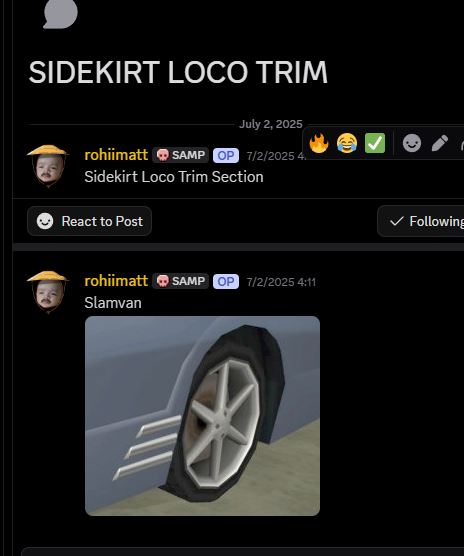 SIDEKIRT LOCO TRIM
July 2, 2025
rohiimatt SAMP OP 7/2/2025 4:
Sidekirt Loco Trim Section
React to Post
Following
rohiimatt SAMP OP 7/2/2025 4:11
Slamvan